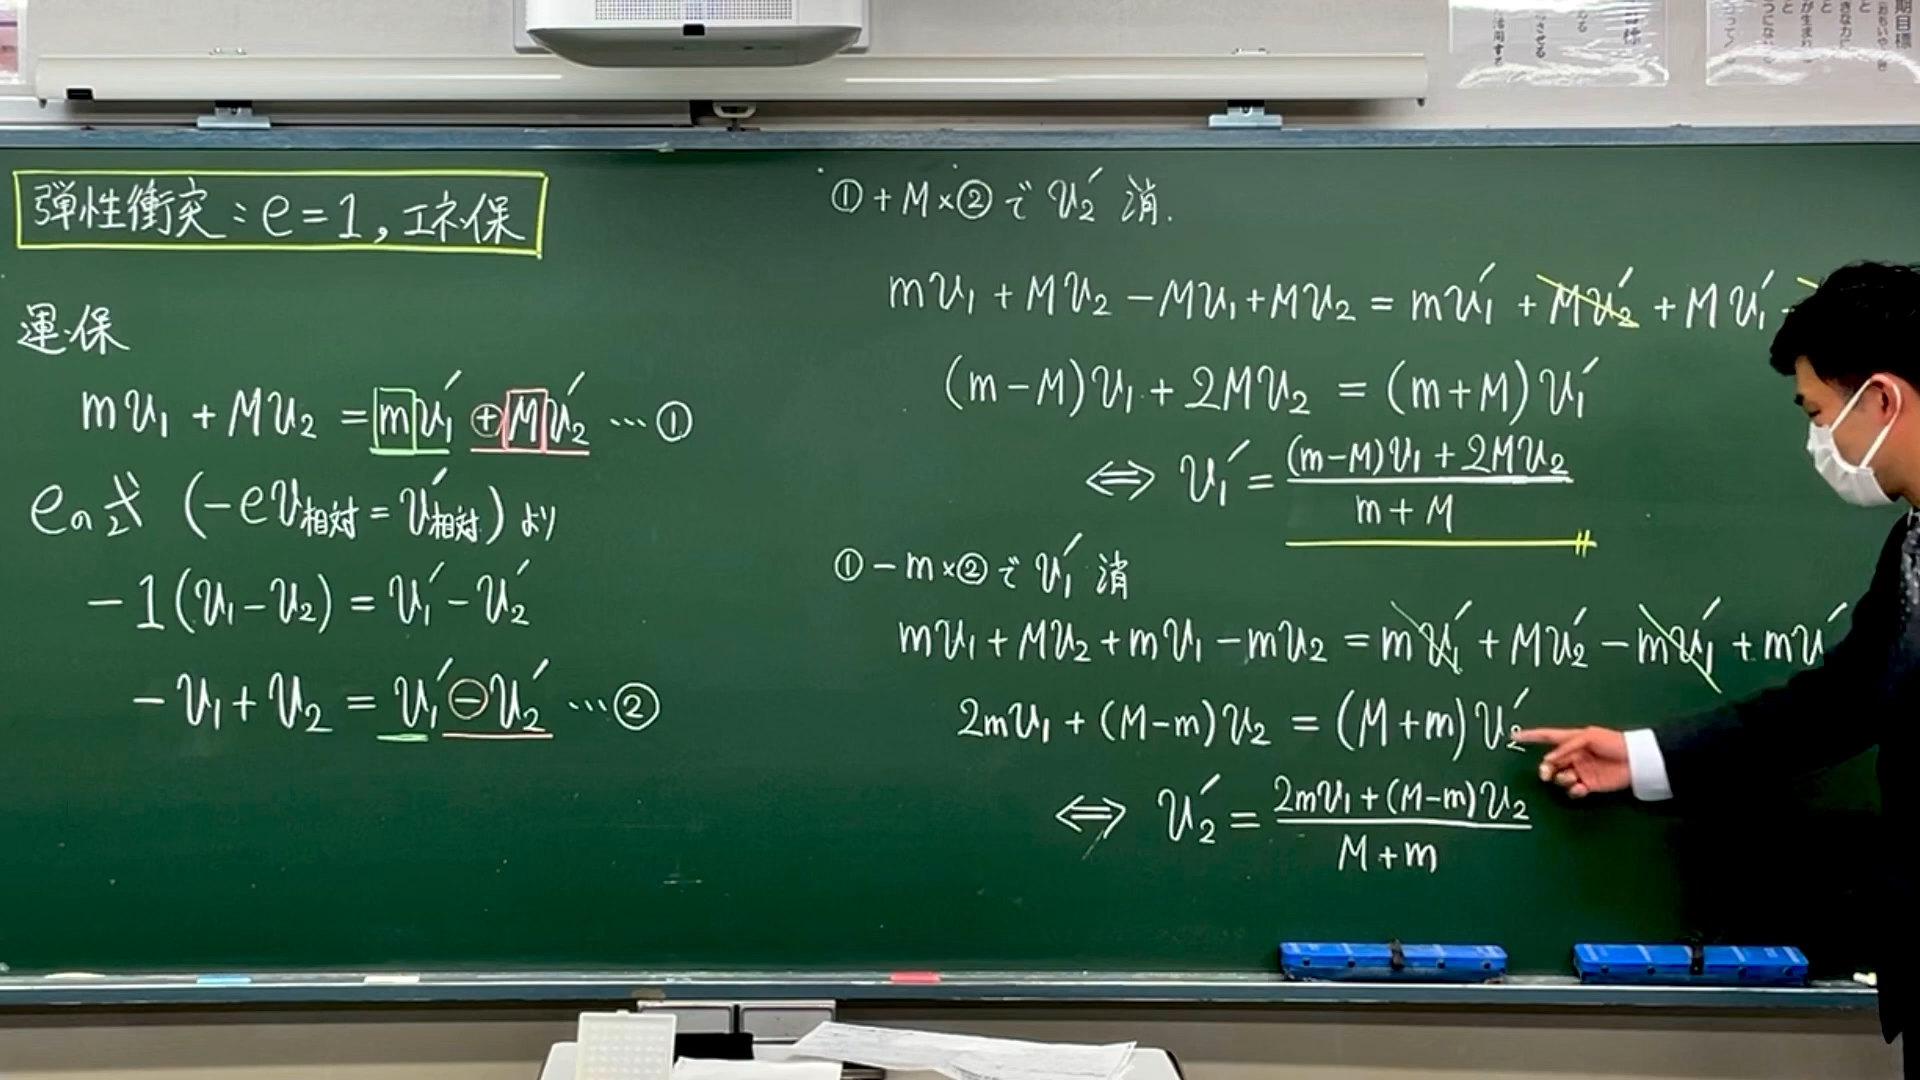 弾性衝突：e=1, エネ保
運保
mv₁ + Mv₂ = mv₁′ + Mv₂′ … ①
eの式 (−ev相対 = v′相対) より
−1(v₁ − v₂) = v₁′ − v₂′
−v₁ + v₂ = v₁′ − v₂′ … ②
① + M×② で v₂′ 消.
mv₁ + Mv₂ − Mv₁ + Mv₂ = mv₁′ + Mv₂′ + Mv₁′ −
(m−M)v₁ + 2Mv₂ = (m+M)v₁′
⇔ v₁′ = (m−M)v₁ + 2Mv₂
m + M
① − m×② で v₁′ 消
mv₁ + Mv₂ + mv₁ − mv₂ = mv₁′ + Mv₂′ − mv₁′ + mv′
2mv₁ + (M−m)v₂ = (M+m)v₂′
⇔ v₂′ = 2mv₁ + (M−m)v₂
M + m